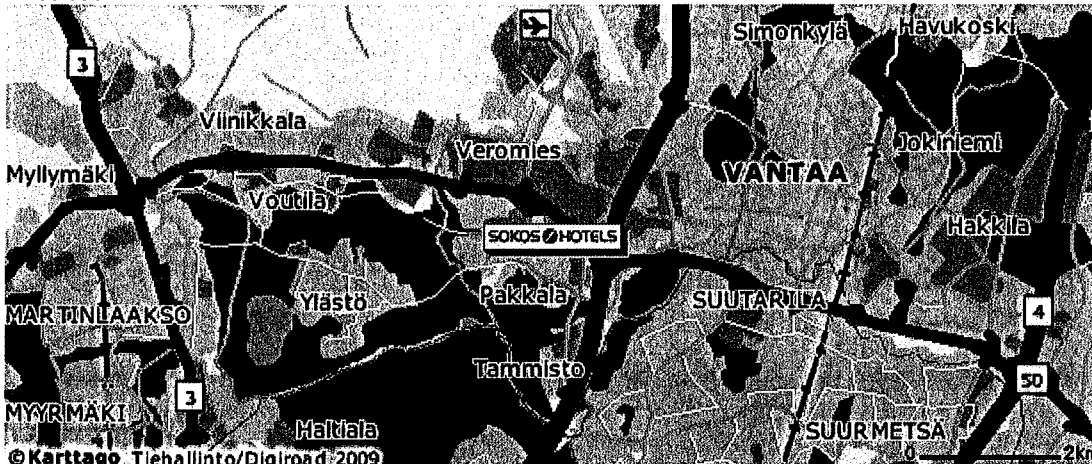 Simonkylä
Havukoski
3
Viinikkala
Veromies
Jokiniemi
Myllymäki
VANTAA
Voutila
Hakkila
SOKOS HOTELS
Ylästö
Pakkala
SUUTARILA
MARTINLAAKSO
4
Tammisto
50
3
MYYRMÄKI
Haltiala
SUURMETSÄ
©Karttago Tiehallinto/Digiroad 2009
0